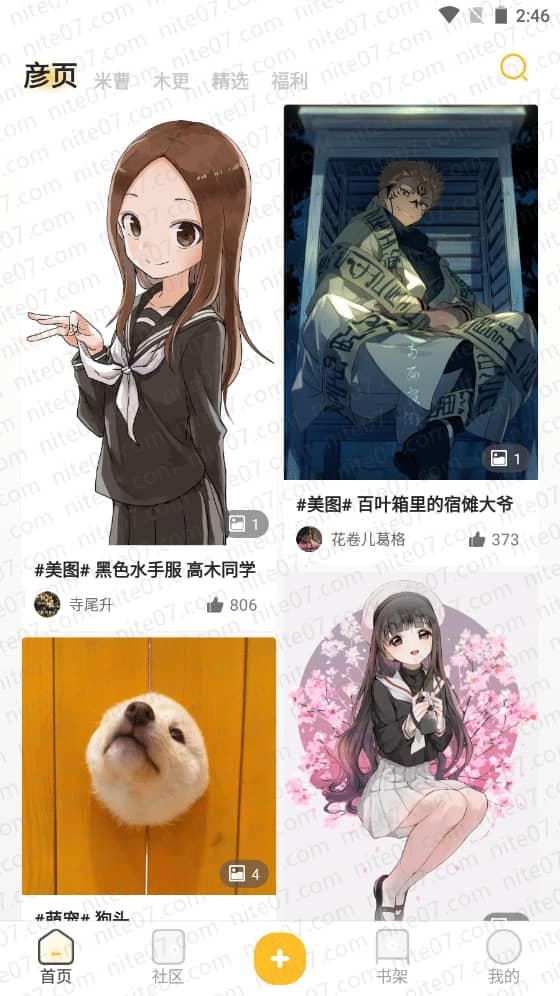 2:46
彦页 米曹 木更 精选 福利
1
#美图# 黑色水手服 高木同学
寺尾升 806
1
#美图# 百叶箱里的宿傩大爷
花卷儿葛格 373
4
#萌宠# 狗头
首页 社区 书架 我的
nite07.com